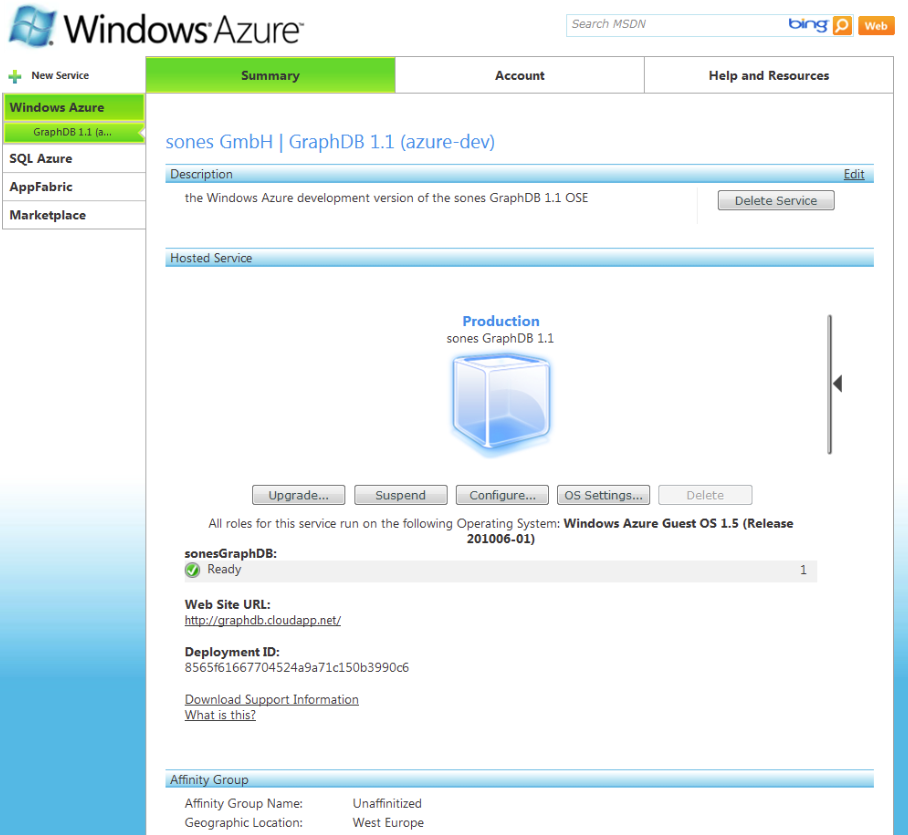 Windows Azure™
Search MSDN
bing
Web
New Service
Summary
Account
Help and Resources
Windows Azure
GraphDB 1.1 (a...
SQL Azure
AppFabric
Marketplace
sones GmbH | GraphDB 1.1 (azure-dev)
Description
Edit
the Windows Azure development version of the sones GraphDB 1.1 OSE
Delete Service
Hosted Service
Production
sones GraphDB 1.1
Upgrade...
Suspend
Configure...
OS Settings...
Delete
All roles for this service run on the following Operating System: Windows Azure Guest OS 1.5 (Release
201006-01)
sonesGraphDB:
Ready 1
Web Site URL:
http://graphdb.cloudapp.net/
Deployment ID:
8565f61667704524a9a71c150b3990c6
Download Support Information
What is this?
Affinity Group
Affinity Group Name: Unaffinitized
Geographic Location: West Europe